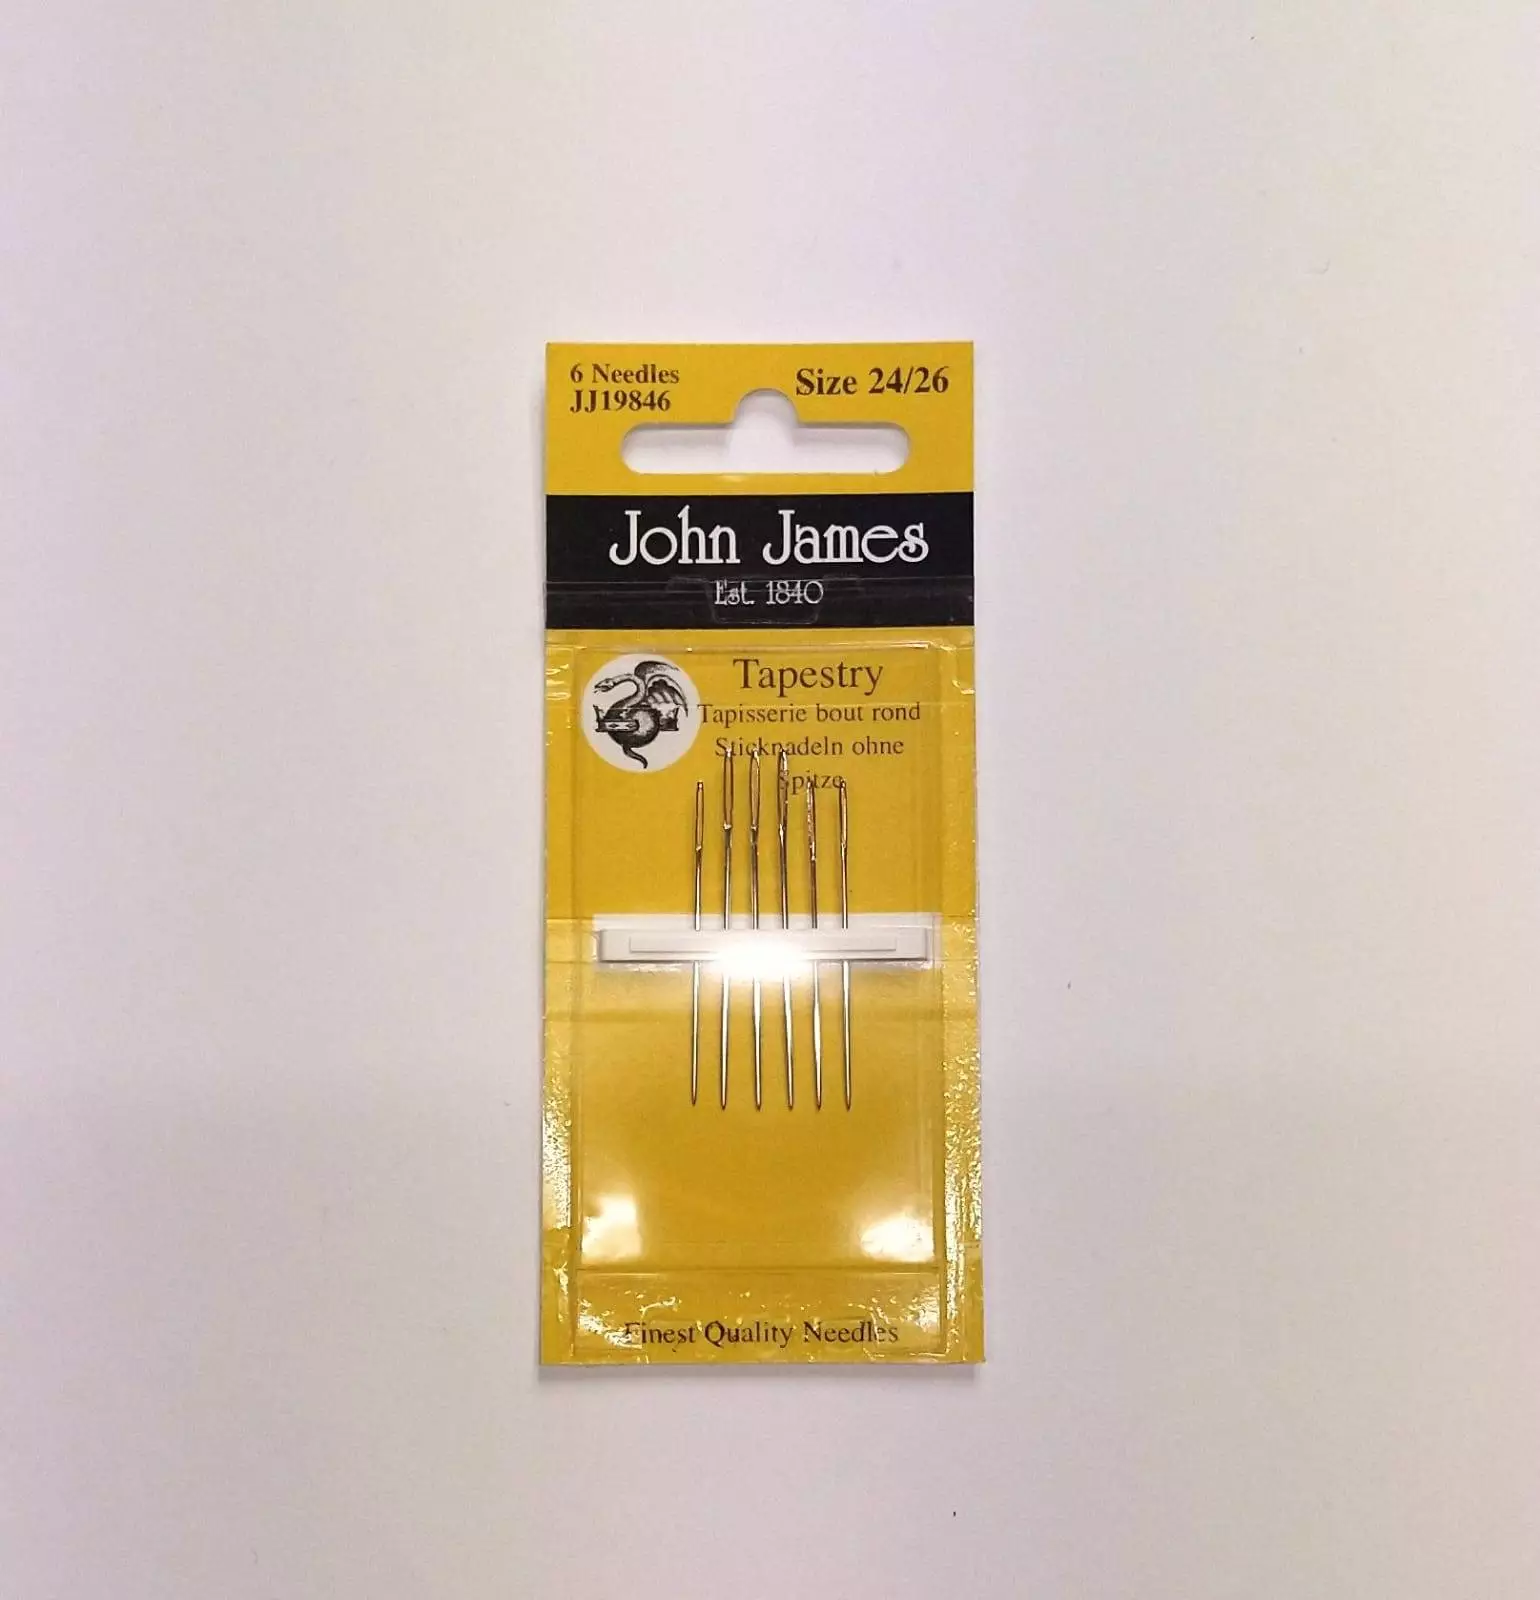 6 Needles
JJ19846
Size 24/26
John James
Est. 1840
Tapestry
Tapisserie bout rond
Sticknadeln ohne
Spitze
Finest Quality Needles